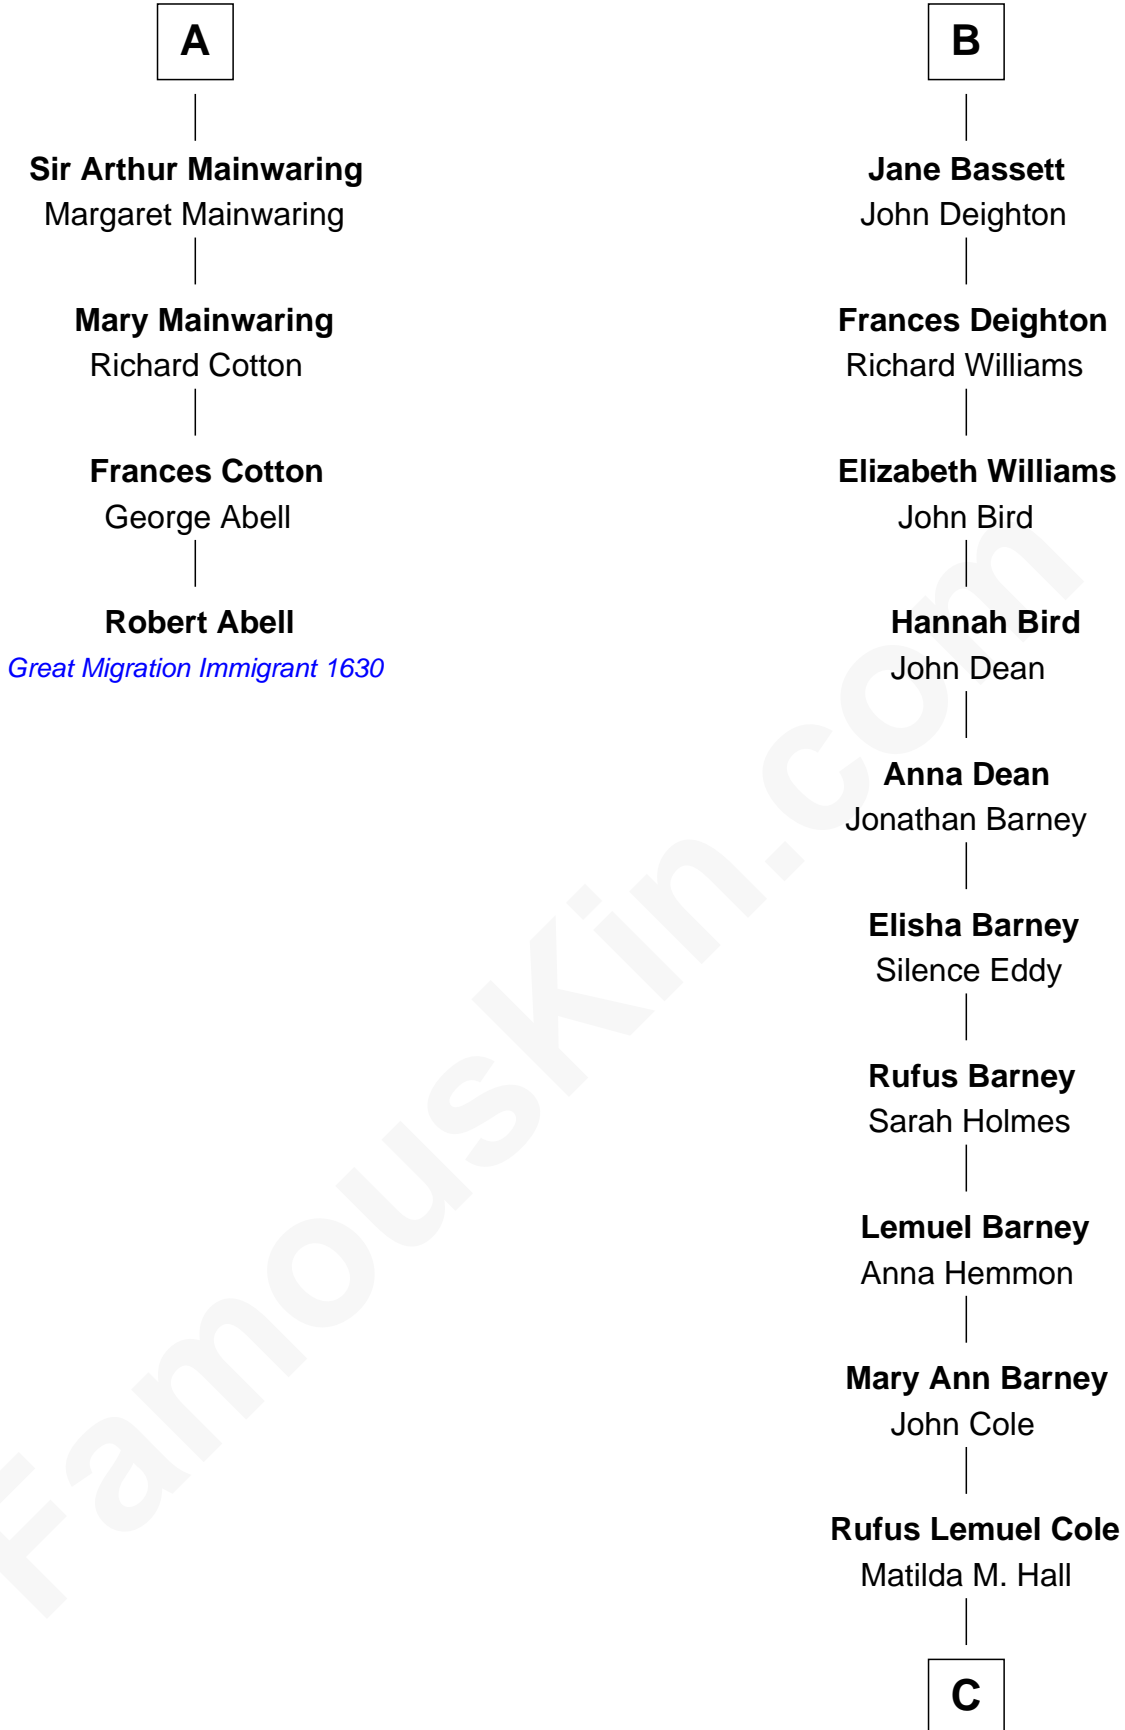 A
Sir Arthur Mainwaring
Margaret Mainwaring
Mary Mainwaring
Richard Cotton
Frances Cotton
George Abell
Robert Abell
Great Migration Immigrant 1630
B
Jane Bassett
John Deighton
Frances Deighton
Richard Williams
Elizabeth Williams
John Bird
Hannah Bird
John Dean
Anna Dean
Jonathan Barney
Elisha Barney
Silence Eddy
Rufus Barney
Sarah Holmes
Lemuel Barney
Anna Hemmon
Mary Ann Barney
John Cole
Rufus Lemuel Cole
Matilda M. Hall
C
FamousKin.com